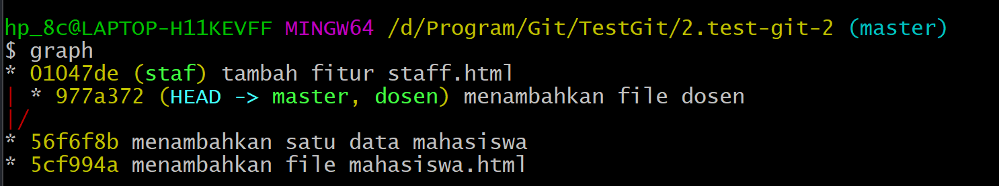 hp_8c@LAPTOP-H11KEVFF MINGW64 /d/Program/Git/TestGit/2.test-git-2 (master)
$ graph
* 01047de (staf) tambah fitur staff.html
| * 977a372 (HEAD -> master, dosen) menambahkan file dosen
|/
* 56f6f8b menambahkan satu data mahasiswa
* 5cf994a menambahkan file mahasiswa.html